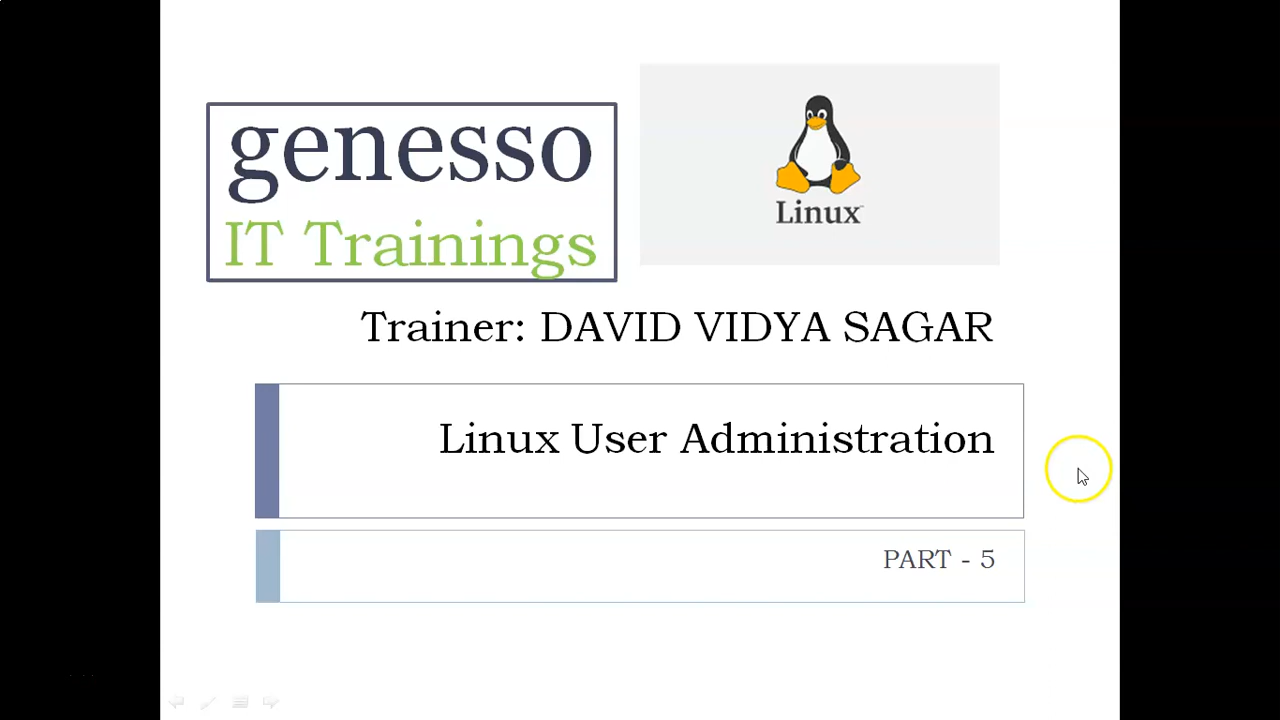 genesso
IT Trainings
Linux
Trainer: DAVID VIDYA SAGAR
Linux User Administration
PART - 5